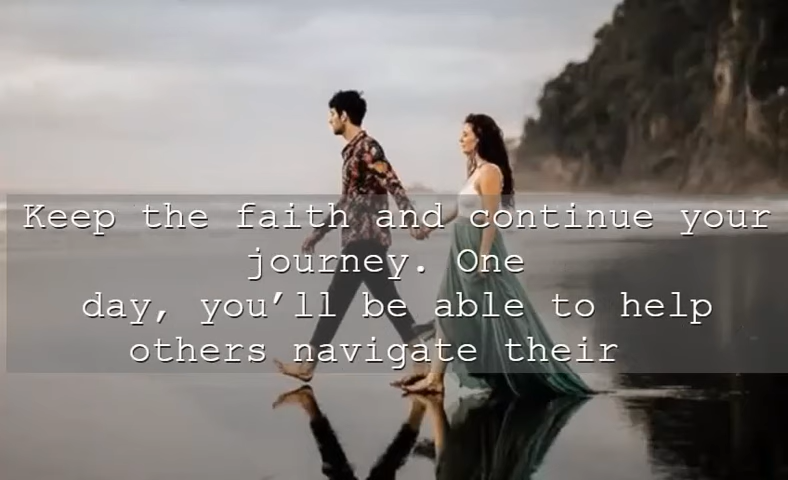 Keep the faith and continue your
journey. One
day, you’ll be able to help
others navigate their